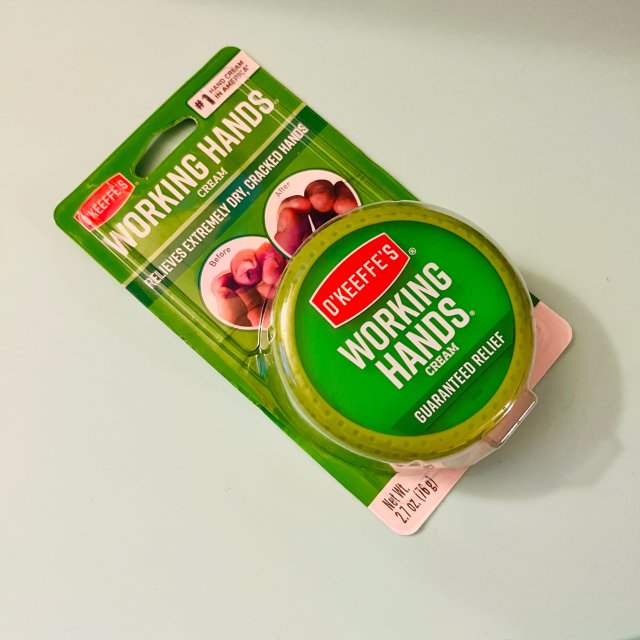 #1 HAND CREAM
IN AMERICA*
O'KEEFFE'S
WORKING HANDS®
CREAM
RELIEVES EXTREMELY DRY, CRACKED HANDS
Before
After
O'KEEFFE'S®
WORKING
HANDS®
CREAM
GUARANTEED RELIEF
Net Wt.
2.7 oz. (76 g)